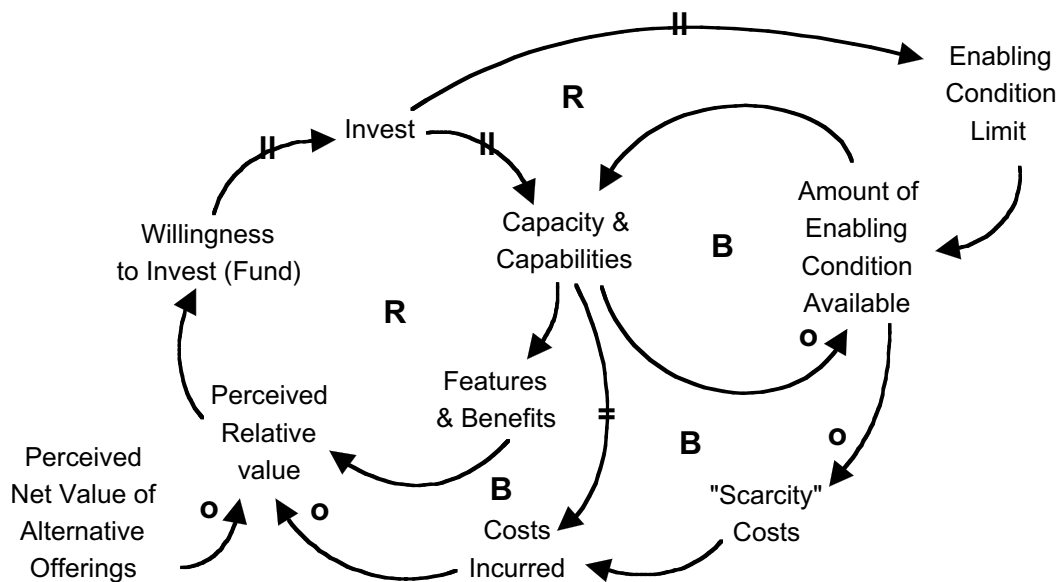 Enabling
Condition
Limit
R
Invest
Amount of
Enabling
Condition
Available
Capacity &
Capabilities
B
Willingness
to Invest (Fund)
R
o
Features
& Benefits
Perceived
Relative
value
B
o
Perceived
Net Value of
Alternative
Offerings
o
o
B
"Scarcity"
Costs
Costs
Incurred